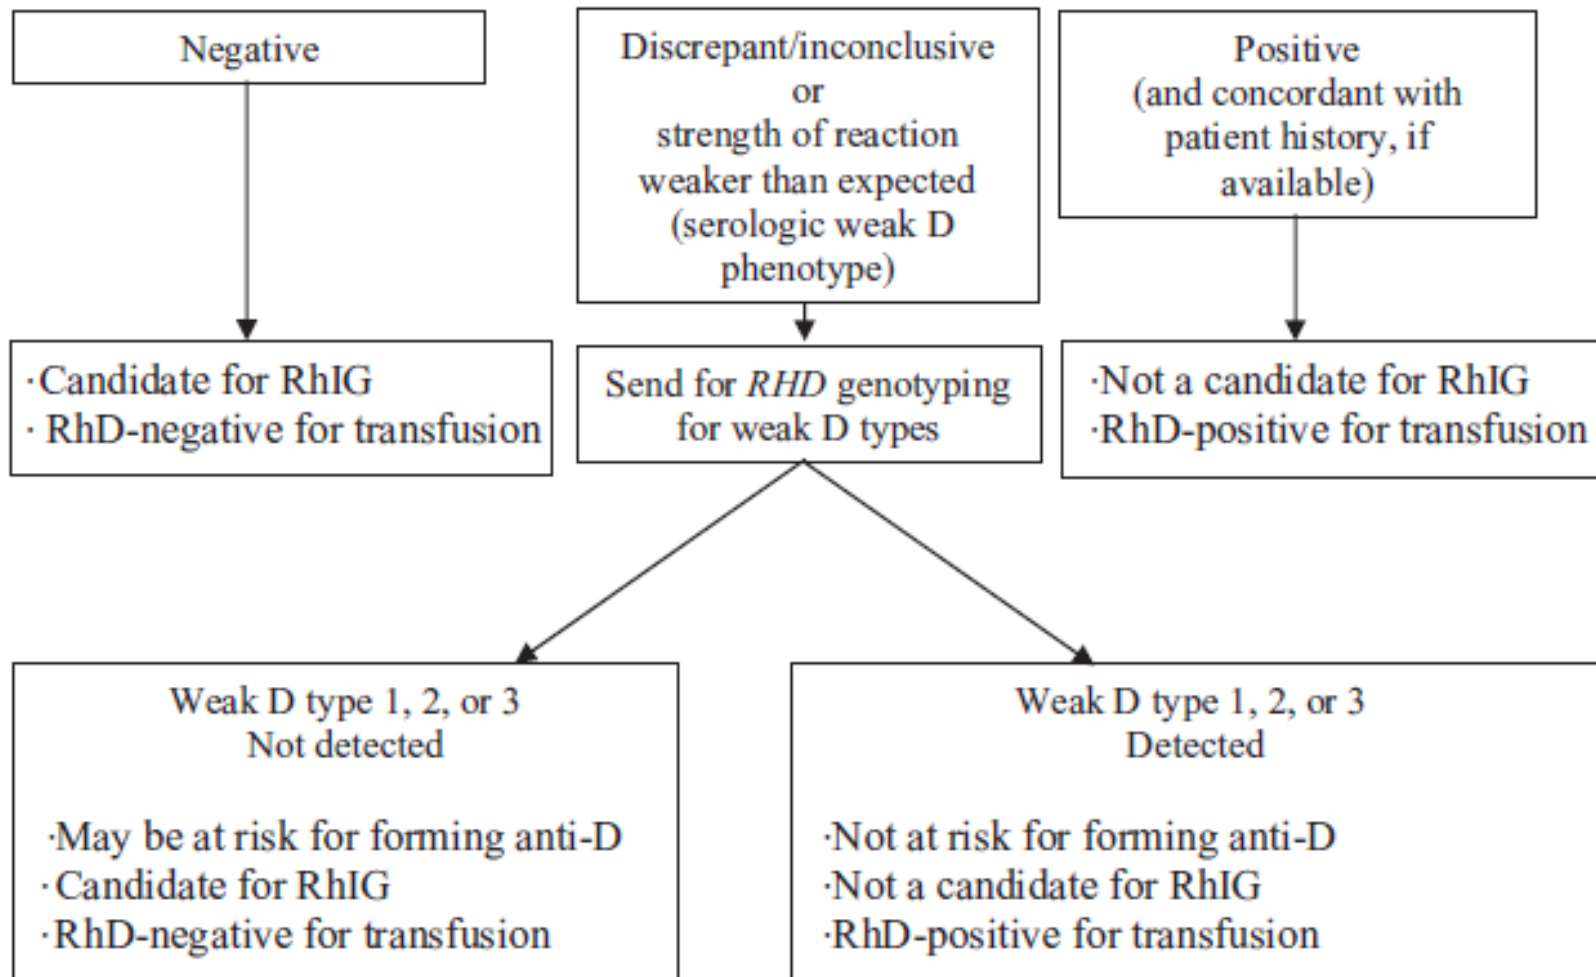 Negative
Discrepant/inconclusive
or
strength of reaction
weaker than expected
(serologic weak D
phenotype)
Positive
(and concordant with
patient history, if
available)
·Candidate for RhIG
· RhD-negative for transfusion
Send for RHD genotyping
for weak D types
·Not a candidate for RhIG
·RhD-positive for transfusion
Weak D type 1, 2, or 3
Not detected
·May be at risk for forming anti-D
·Candidate for RhIG
·RhD-negative for transfusion
Weak D type 1, 2, or 3
Detected
·Not at risk for forming anti-D
·Not a candidate for RhIG
·RhD-positive for transfusion